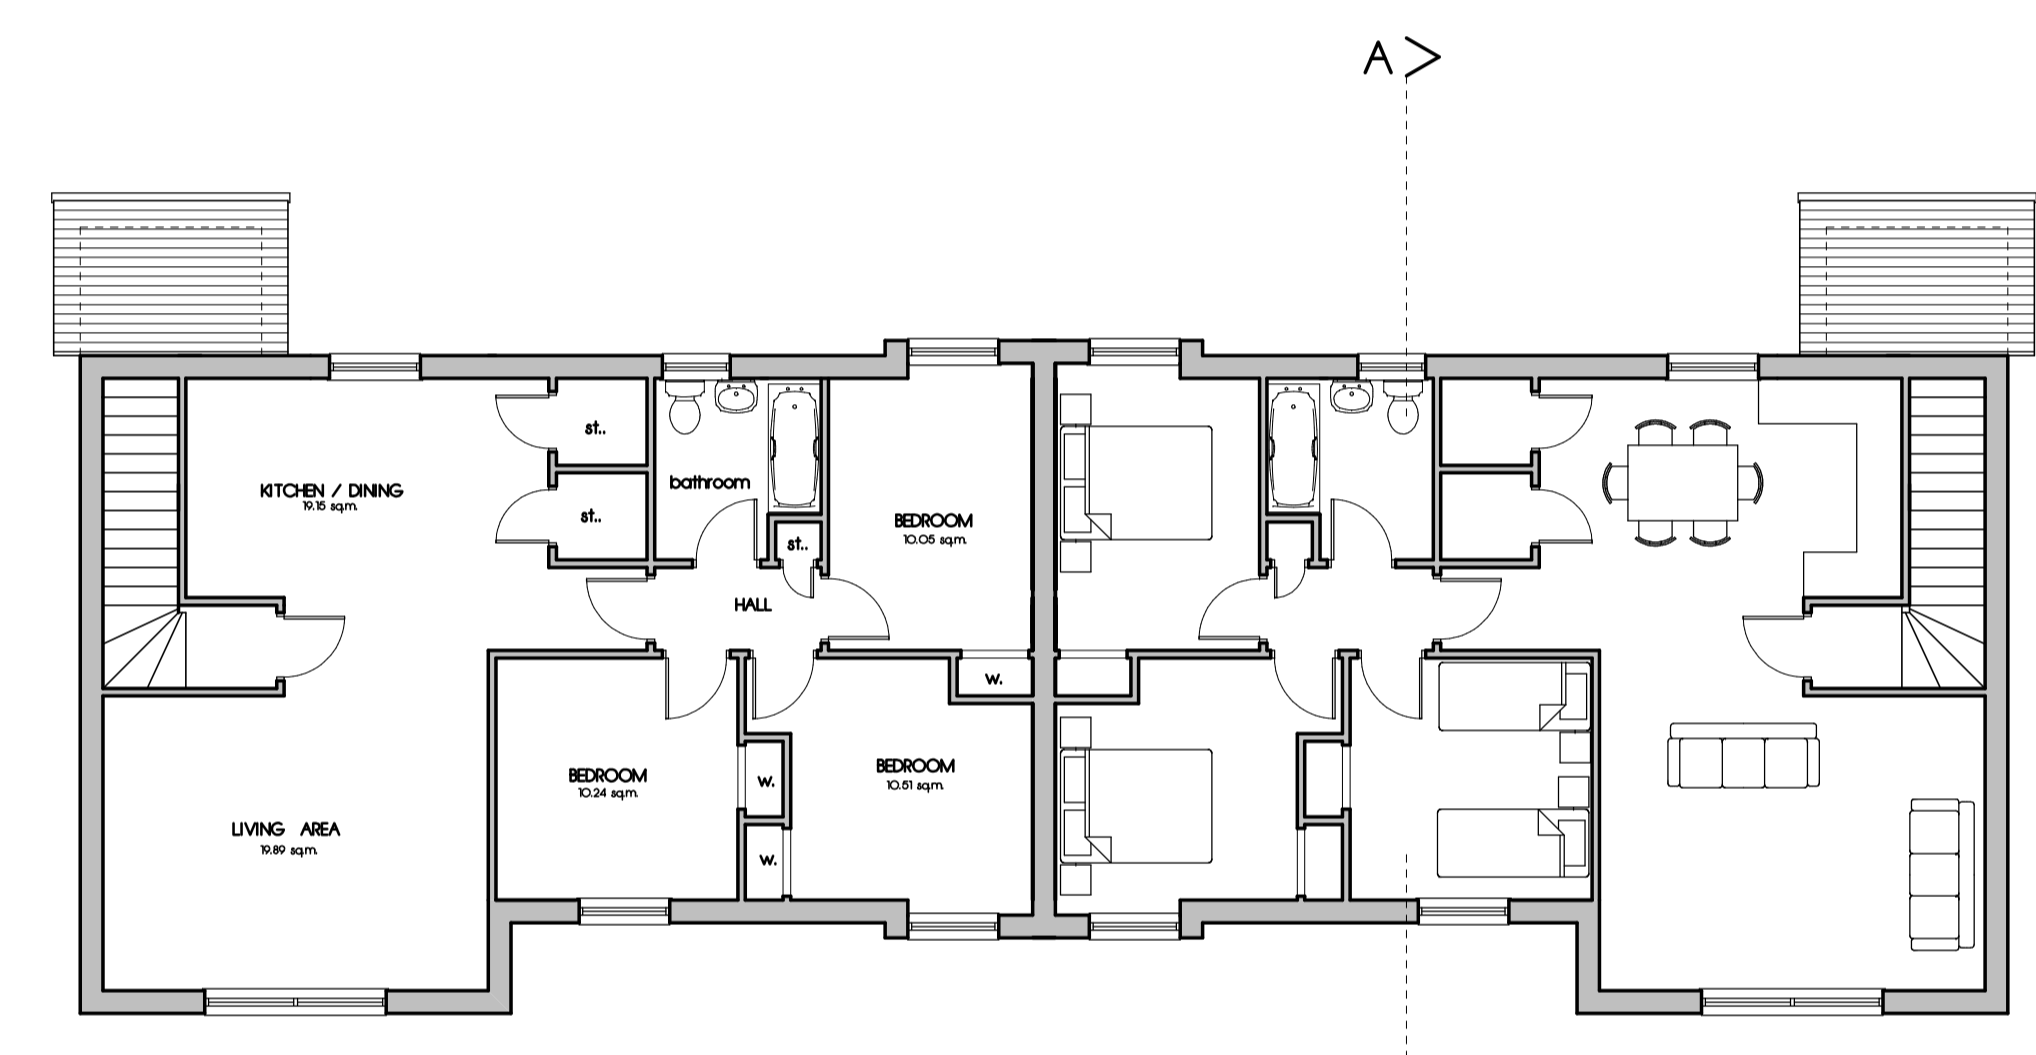 A
KITCHEN / DINING
19.15 sq.m.
st..
st..
bathroom
st..
BEDROOM
10.05 sq.m.
HALL
w.
BEDROOM
10.24 sq.m.
w.
BEDROOM
10.51 sq.m.
LIVING AREA
19.89 sq.m.
w.